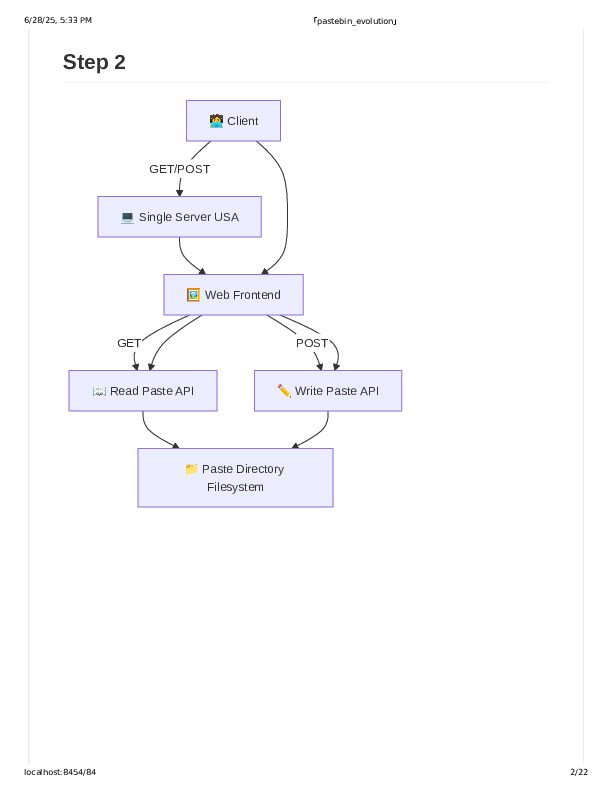 6/28/25, 5:33 PM
「pastebin_evolution」
Step 2
👩‍💻 Client
GET/POST
💻 Single Server USA
🖼️ Web Frontend
GET
POST
📖 Read Paste API
✏️ Write Paste API
📁 Paste Directory
Filesystem
localhost:8454/84
2/22